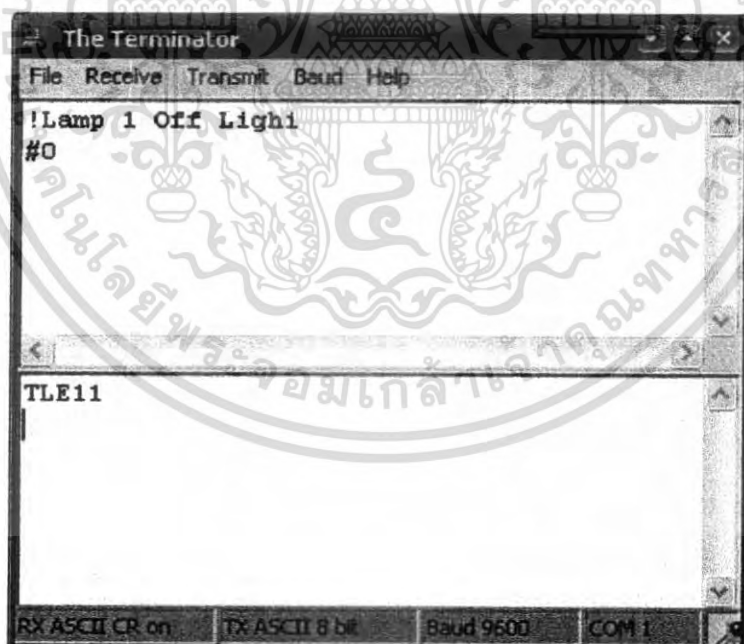 The Terminator
File Receive Transmit Baud Help
!Lamp 1 Off Lighi
#0
TLE11
RX ASCII CR on TX ASCII 8 bit Baud 9600 COM 1